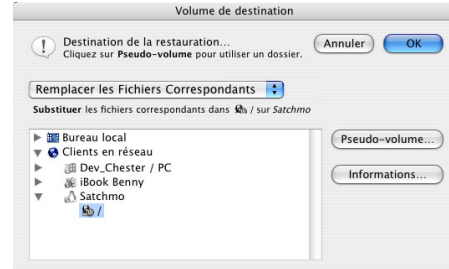 Volume de destination
Destination de la restauration...
Cliquez sur Pseudo-volume pour utiliser un dossier.
Annuler
OK
Remplacer les Fichiers Correspondants
Substituer les fichiers correspondants dans / sur Satchmo
Bureau local
Clients en réseau
Dev_Chester / PC
iBook Benny
Satchmo
/
Pseudo-volume...
Informations...